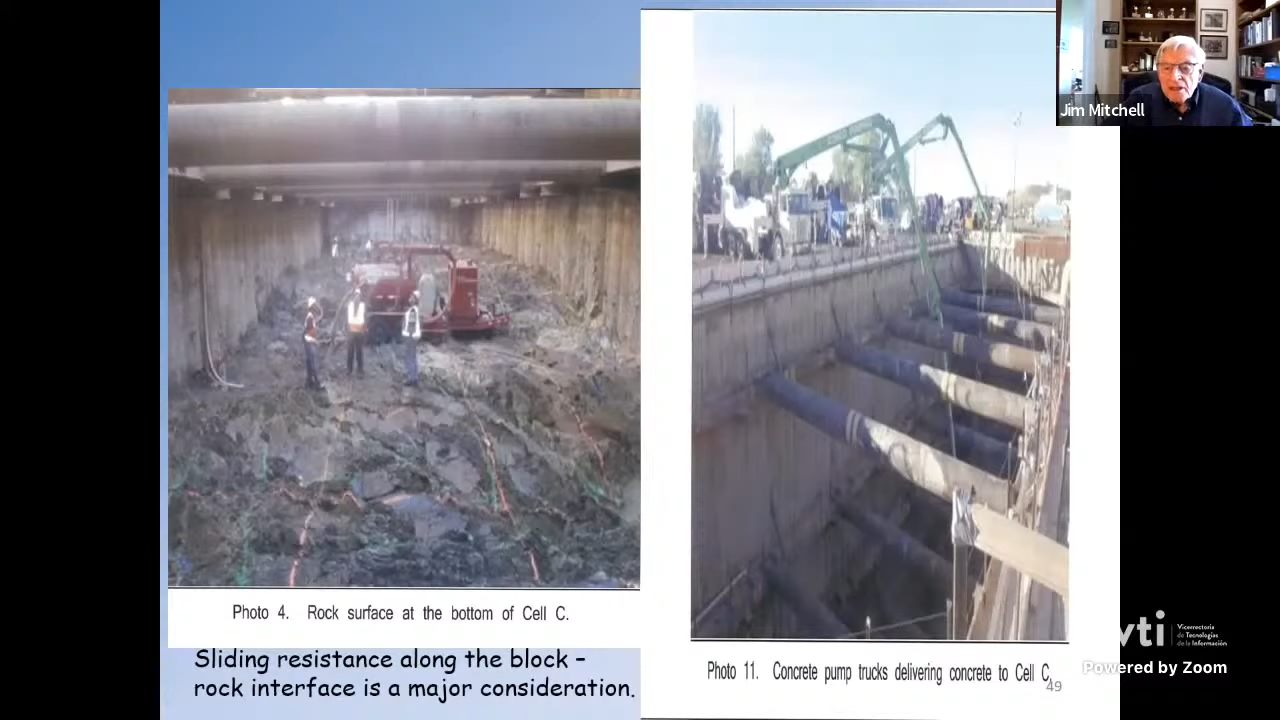 Jim Mitchell
Photo 4. Rock surface at the bottom of Cell C.
Sliding resistance along the block –
rock interface is a major consideration.
Photo 11. Concrete pump trucks delivering concrete to Cell C.
49
vti
Vicerrectoría
de Tecnologías
de la Información
Powered by Zoom